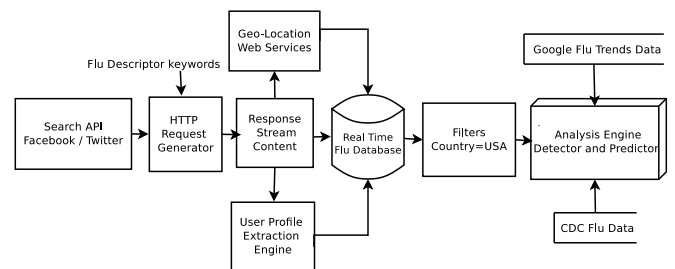 Geo-Location
Web Services
Google Flu Trends Data
Flu Descriptor keywords
Search API
Facebook / Twitter
HTTP
Request
Generator
Response
Stream
Content
Real Time
Flu Database
Filters
Country=USA
Analysis Engine
Detector and Predictor
User Profile
Extraction
Engine
CDC Flu Data